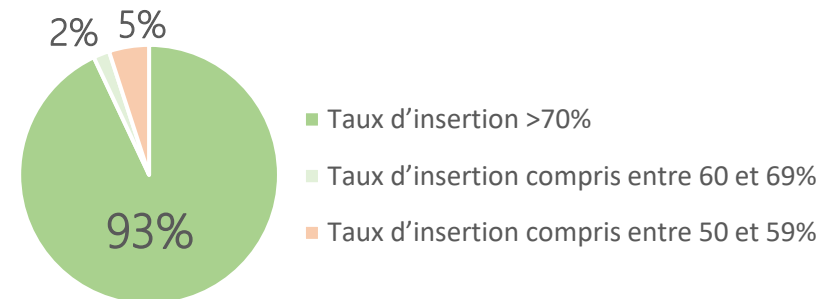 2% 5%
Taux d’insertion >70%
Taux d’insertion compris entre 60 et 69%
93%
Taux d’insertion compris entre 50 et 59%